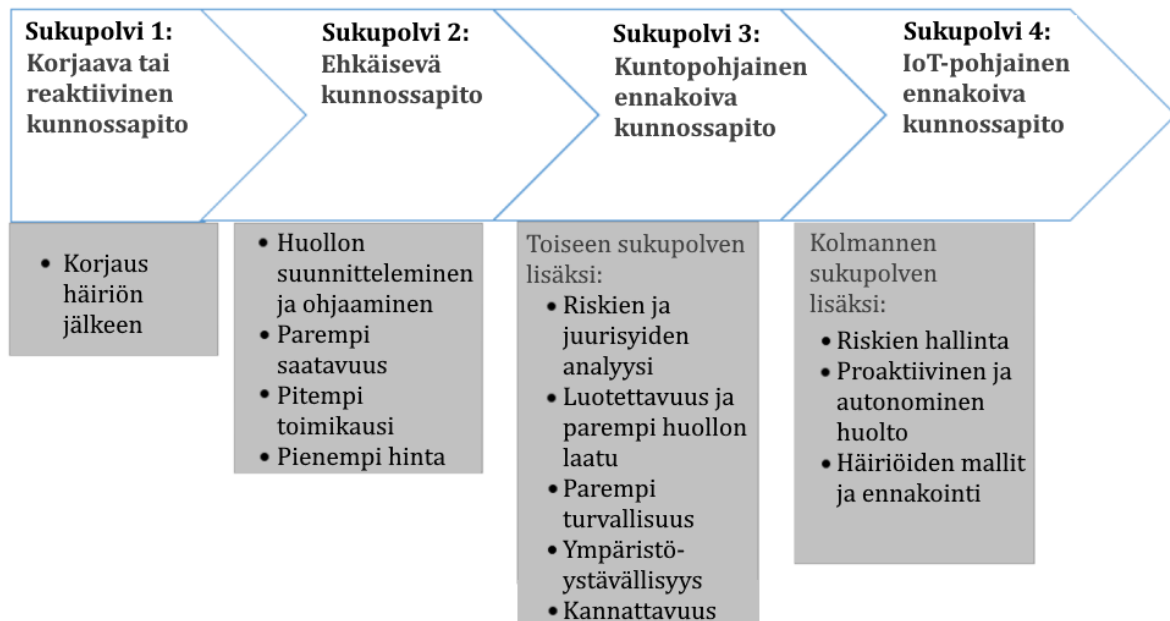 Sukupolvi 1:
Korjaava tai
reaktiivinen
kunnossapito
Sukupolvi 2:
Ehkäisevä
kunnossapito
Sukupolvi 3:
Kuntopohjainen
ennakoiva
kunnossapito
Sukupolvi 4:
IoT-pohjainen
ennakoiva
kunnossapito
• Korjaus
häiriön
jälkeen
• Huollon
suunnitteleminen
ja ohjaaminen
• Parempi
saatavuus
• Pitempi
toimikausi
• Pienempi hinta
Toiseen sukupolven
lisäksi:
• Riskien ja
juurisyiden
analyysi
• Luotettavuus ja
parempi huollon
laatu
• Parempi
turvallisuus
• Ympäristö-
ystävällisyys
• Kannattavuus
Kolmannen
sukupolven
lisäksi:
• Riskien hallinta
• Proaktiivinen ja
autonominen
huolto
• Häiriöiden mallit
ja ennakointi